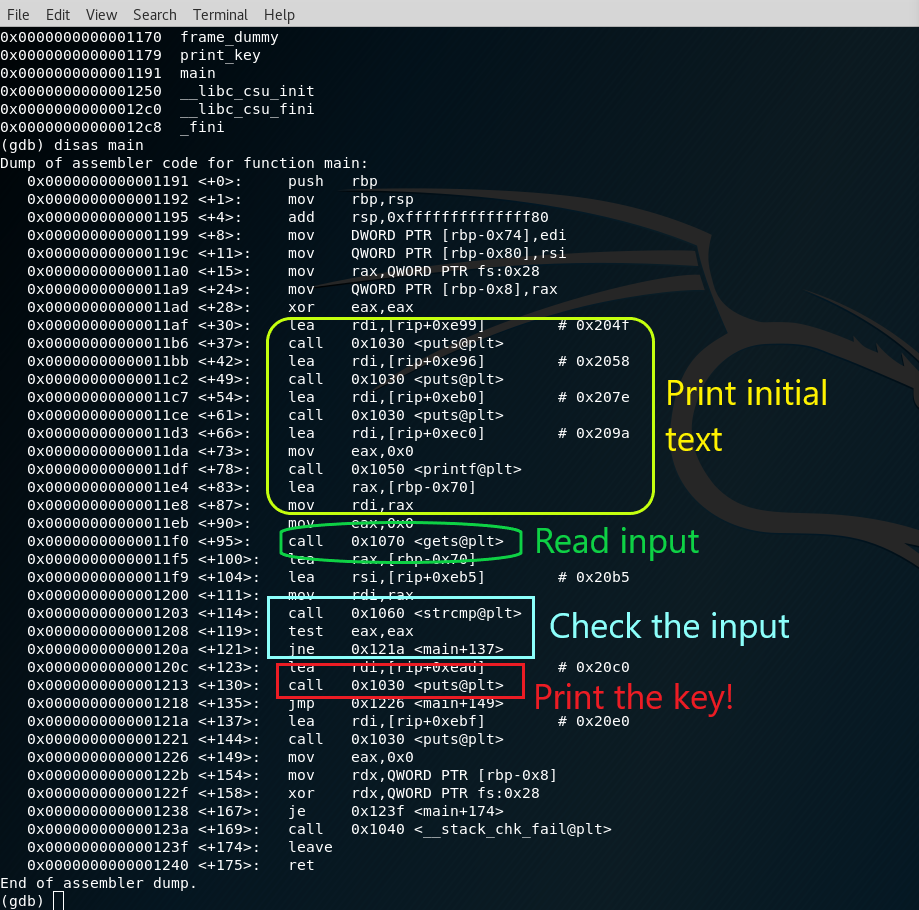 File Edit View Search Terminal Help
0x0000000000001170  frame_dummy
0x0000000000001179  print_key
0x0000000000001191  main
0x0000000000001250  __libc_csu_init
0x00000000000012c0  __libc_csu_fini
0x00000000000012c8  _fini
(gdb) disas main
Dump of assembler code for function main:
   0x0000000000001191 <+0>:     push   rbp
   0x0000000000001192 <+1>:     mov    rbp,rsp
   0x0000000000001195 <+4>:     add    rsp,0xffffffffffffff80
   0x0000000000001199 <+8>:     mov    DWORD PTR [rbp-0x74],edi
   0x000000000000119c <+11>:    mov    QWORD PTR [rbp-0x80],rsi
   0x00000000000011a0 <+15>:    mov    rax,QWORD PTR fs:0x28
   0x00000000000011a9 <+24>:    mov    QWORD PTR [rbp-0x8],rax
   0x00000000000011ad <+28>:    xor    eax,eax
   0x00000000000011af <+30>:    lea    rdi,[rip+0xe99]        # 0x204f
   0x00000000000011b6 <+37>:    call   0x1030 <puts@plt>
   0x00000000000011bb <+42>:    lea    rdi,[rip+0xe96]        # 0x2058
   0x00000000000011c2 <+49>:    call   0x1030 <puts@plt>
   0x00000000000011c7 <+54>:    lea    rdi,[rip+0xeb0]        # 0x207e
   0x00000000000011ce <+61>:    call   0x1030 <puts@plt>
   0x00000000000011d3 <+66>:    lea    rdi,[rip+0xec0]        # 0x209a
   0x00000000000011da <+73>:    mov    eax,0x0
   0x00000000000011df <+78>:    call   0x1050 <printf@plt>
   0x00000000000011e4 <+83>:    lea    rax,[rbp-0x70]
   0x00000000000011e8 <+87>:    mov    rdi,rax
   0x00000000000011eb <+90>:    mov    eax,0x0
   0x00000000000011f0 <+95>:    call   0x1070 <gets@plt>
   0x00000000000011f5 <+100>:   lea    rax,[rbp-0x70]
   0x00000000000011f9 <+104>:   lea    rsi,[rip+0xeb5]        # 0x20b5
   0x0000000000001200 <+111>:   mov    rdi,rax
   0x0000000000001203 <+114>:   call   0x1060 <strcmp@plt>
   0x0000000000001208 <+119>:   test   eax,eax
   0x000000000000120a <+121>:   jne    0x121a <main+137>
   0x000000000000120c <+123>:   lea    rdi,[rip+0xead]        # 0x20c0
   0x0000000000001213 <+130>:   call   0x1030 <puts@plt>
   0x0000000000001218 <+135>:   jmp    0x1226 <main+149>
   0x000000000000121a <+137>:   lea    rdi,[rip+0xebf]        # 0x20e0
   0x0000000000001221 <+144>:   call   0x1030 <puts@plt>
   0x0000000000001226 <+149>:   mov    eax,0x0
   0x000000000000122b <+154>:   mov    rdx,QWORD PTR [rbp-0x8]
   0x000000000000122f <+158>:   xor    rdx,QWORD PTR fs:0x28
   0x0000000000001238 <+167>:   je     0x123f <main+174>
   0x000000000000123a <+169>:   call   0x1040 <__stack_chk_fail@plt>
   0x000000000000123f <+174>:   leave
   0x0000000000001240 <+175>:   ret
End of assembler dump.
(gdb)
Print initial
text
Read input
Check the input
Print the key!